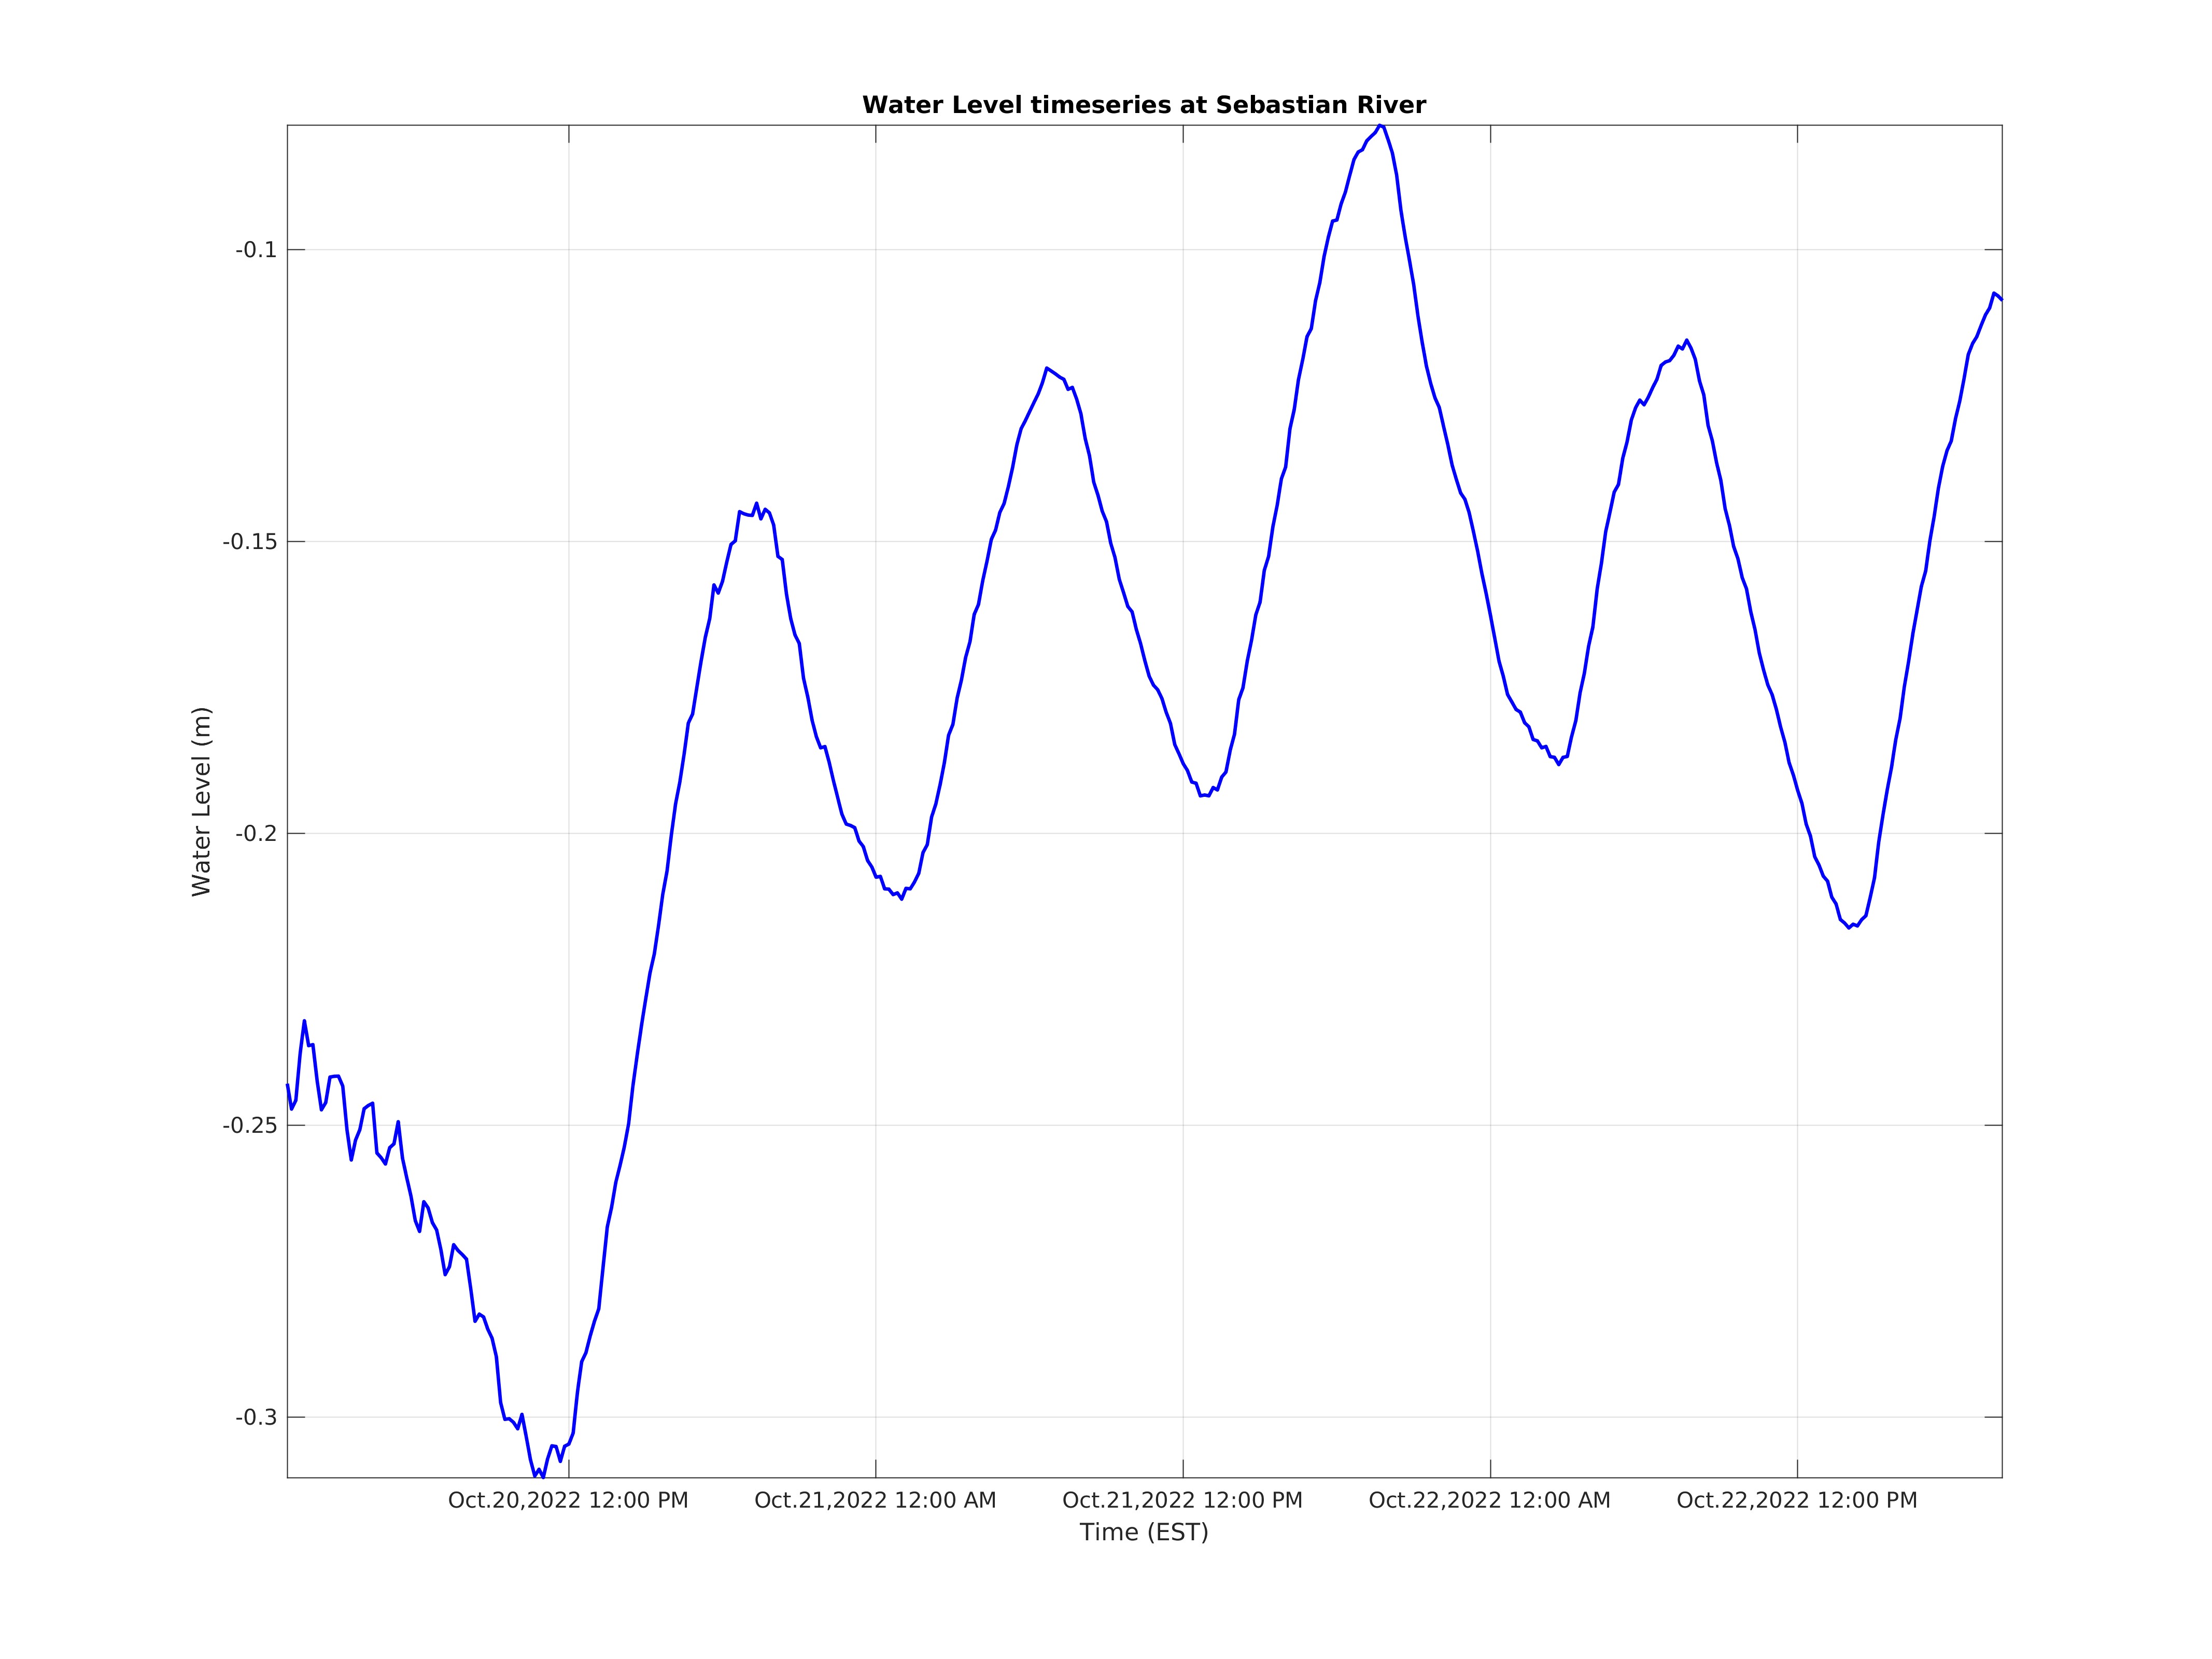 Water Level timeseries at Sebastian River
-0.1
-0.15
-0.2
-0.25
-0.3
Water Level (m)
Oct.20,2022 12:00 PM
Oct.21,2022 12:00 AM
Oct.21,2022 12:00 PM
Oct.22,2022 12:00 AM
Oct.22,2022 12:00 PM
Time (EST)